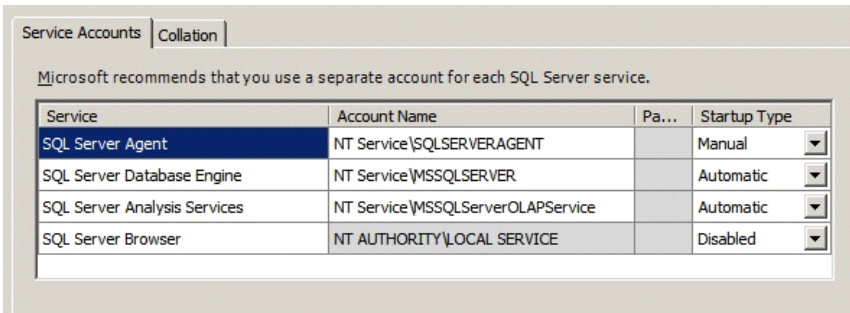 Service Accounts Collation
Microsoft recommends that you use a separate account for each SQL Server service.
Service Account Name Pa... Startup Type
SQL Server Agent NT Service\SQLSERVERAGENT Manual
SQL Server Database Engine NT Service\MSSQLSERVER Automatic
SQL Server Analysis Services NT Service\MSSQLServerOLAPService Automatic
SQL Server Browser NT AUTHORITY\LOCAL SERVICE Disabled